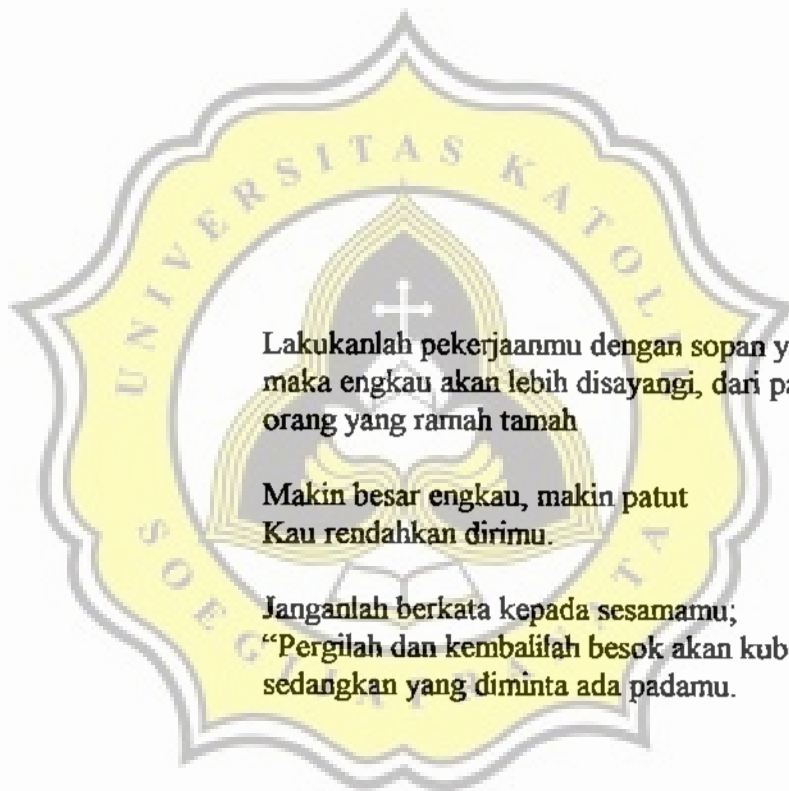 UNIVERSITAS KATOLIK
Lakukanlah pekerjaanmu dengan sopan
maka engkau akan lebih disayangi, dari
orang yang ramah tamah
Makin besar engkau, makin patut
Kau rendahkan dirimu.
Janganlah berkata kepada sesamamu;
“Pergilah dan kembalilah besok akan
sedangkan yang diminta ada padamu.
SOEGIJAPRANATA